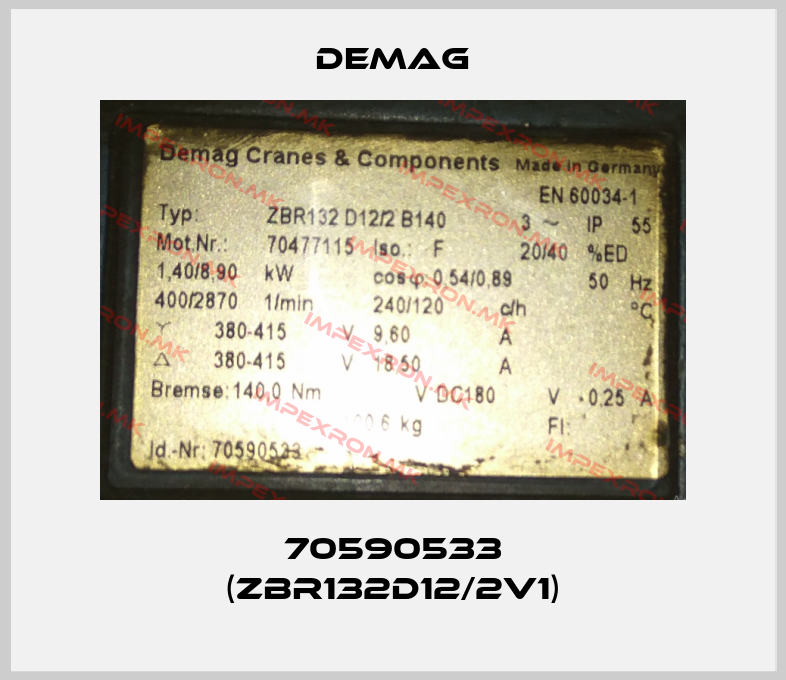 DEMAG
Demag Cranes & Components Made in Germany
EN 60034-1
Typ: ZBR132 D12/2 B140 3 ~ IP 55
Mot.Nr.: 70477115 Iso.: F 20/40 %ED
1,40/8,90 kW cosφ: 0,54/0,89 50 Hz
400/2870 1/min 240/120 c/h °C
Y 380-415 V 9,60 A
Δ 380-415 V 18,50 A
Bremse: 140,0 Nm V DC180 V 0,25 A
kg FI:
Id.-Nr: 70590533
IMPEXRON.MK
70590533
(ZBR132D12/2V1)